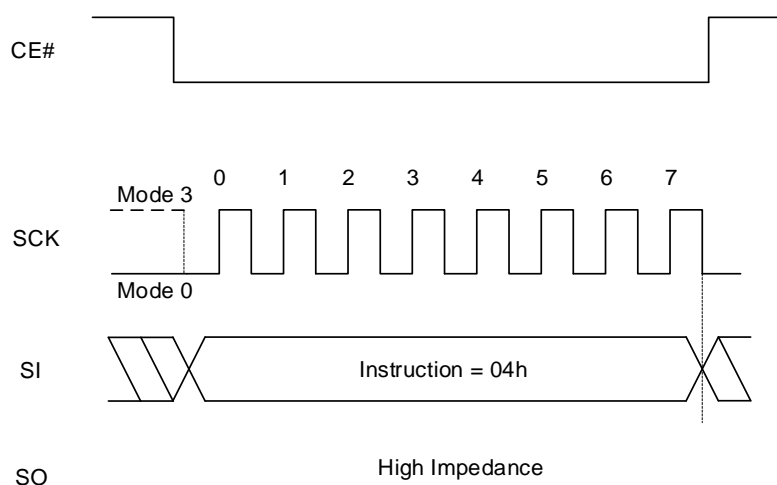 CE#
0 1 2 3 4 5 6 7
Mode 3
SCK
Mode 0
SI
Instruction = 04h
SO
High Impedance